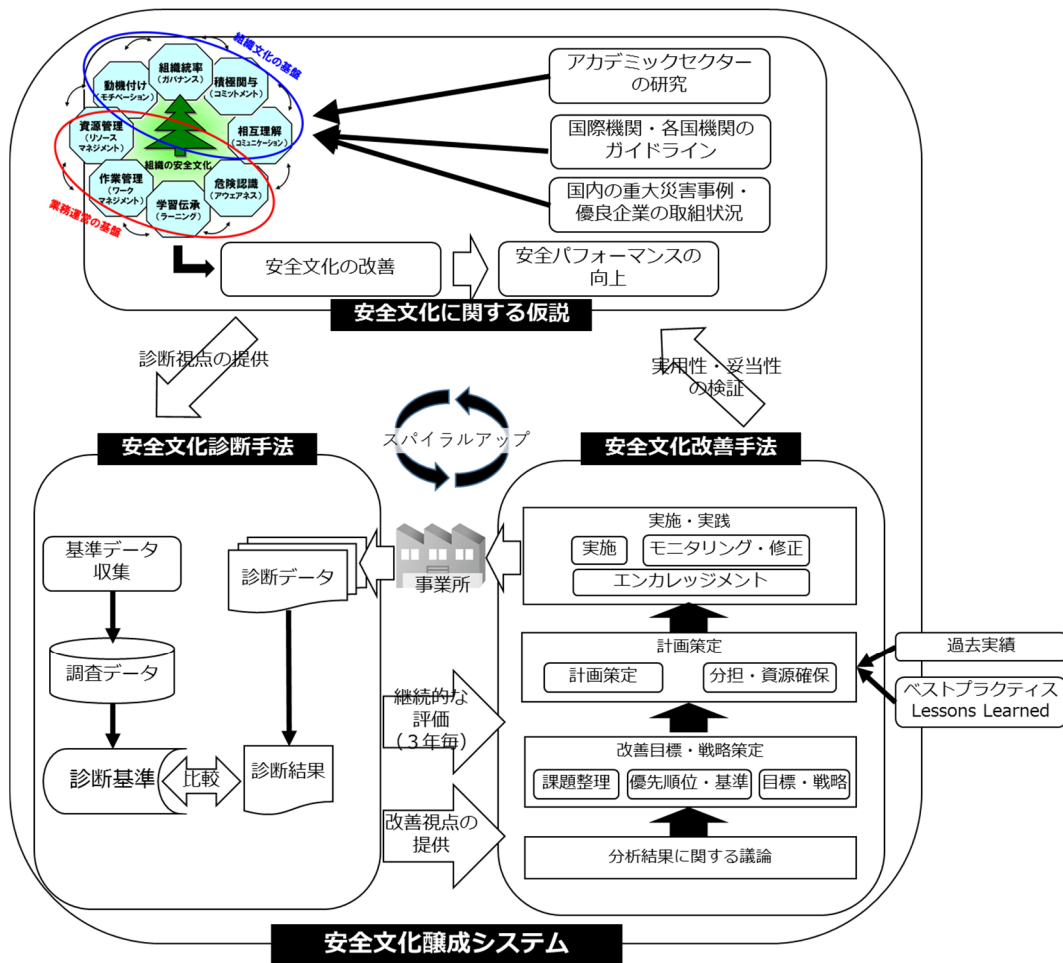 組織文化の基盤
組織統率
(ガバナンス)
動機付け
(モチベーション)
積極関与
(コミットメント)
資源管理
(リソース
マネジメント)
相互理解
(コミュニケーション)
組織の安全文化
作業管理
(ワーク
マネジメント)
危険認識
(アウェアネス)
学習伝承
(ラーニング)
業務運営の基盤
アカデミックセクター
の研究
国際機関・各国機関の
ガイドライン
国内の重大災害事例・
優良企業の取組状況
安全文化の改善
安全パフォーマンスの
向上
安全文化に関する仮説
診断視点の提供
実用性・妥当性
の検証
スパイラルアップ
安全文化診断手法
基準データ
収集
調査データ
診断基準
比較
診断データ
診断結果
事業所
継続的な
評価
（３年毎）
改善視点の
提供
安全文化改善手法
実施・実践
実施
モニタリング・修正
エンカレッジメント
計画策定
計画策定
分担・資源確保
改善目標・戦略策定
課題整理
優先順位・基準
目標・戦略
分析結果に関する議論
過去実績
ベストプラクティス
Lessons Learned
安全文化醸成システム